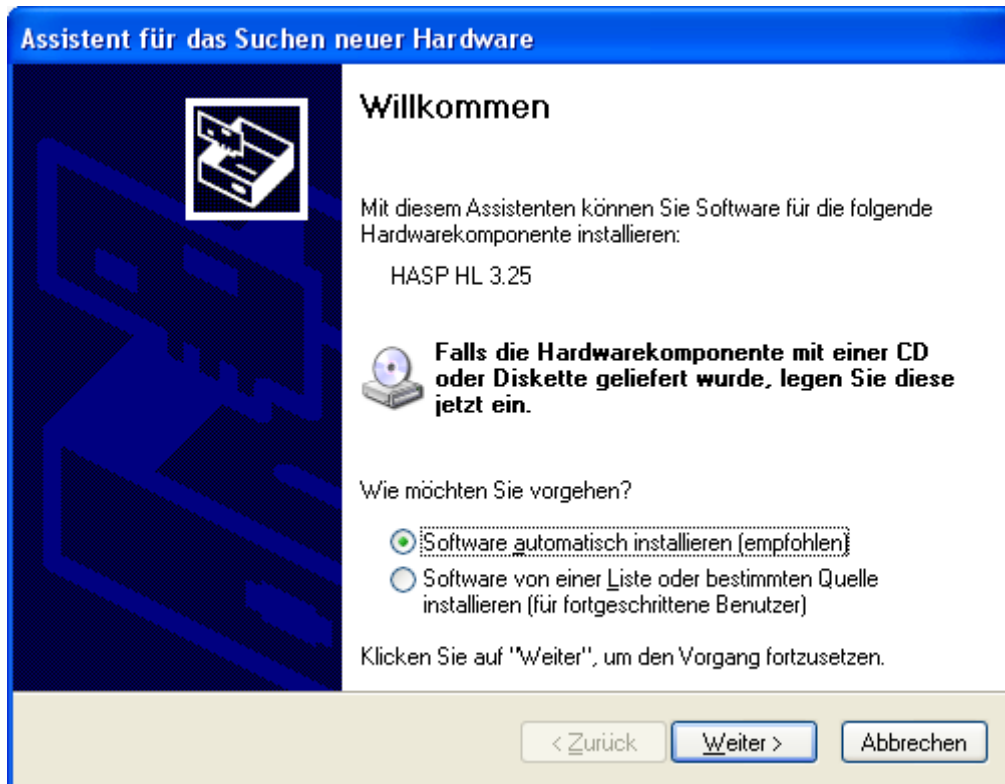 Assistent für das Suchen neuer Hardware
Willkommen
Mit diesem Assistenten können Sie Software für die folgende
Hardwarekomponente installieren:
HASP HL 3.25
Falls die Hardwarekomponente mit einer CD
oder Diskette geliefert wurde, legen Sie diese
jetzt ein.
Wie möchten Sie vorgehen?
Software automatisch installieren (empfohlen)
Software von einer Liste oder bestimmten Quelle
installieren (für fortgeschrittene Benutzer)
Klicken Sie auf "Weiter", um den Vorgang fortzusetzen.
< Zurück Weiter > Abbrechen